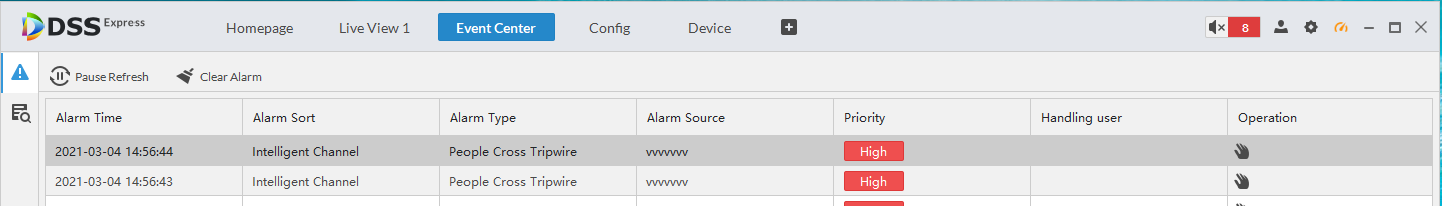 DSS Express Homepage Live View 1 Event Center Config Device 8
Pause Refresh Clear Alarm
Alarm Time Alarm Sort Alarm Type Alarm Source Priority Handling user Operation
2021-03-04 14:56:44 Intelligent Channel People Cross Tripwire vvvvvvv High
2021-03-04 14:56:43 Intelligent Channel People Cross Tripwire vvvvvvv High